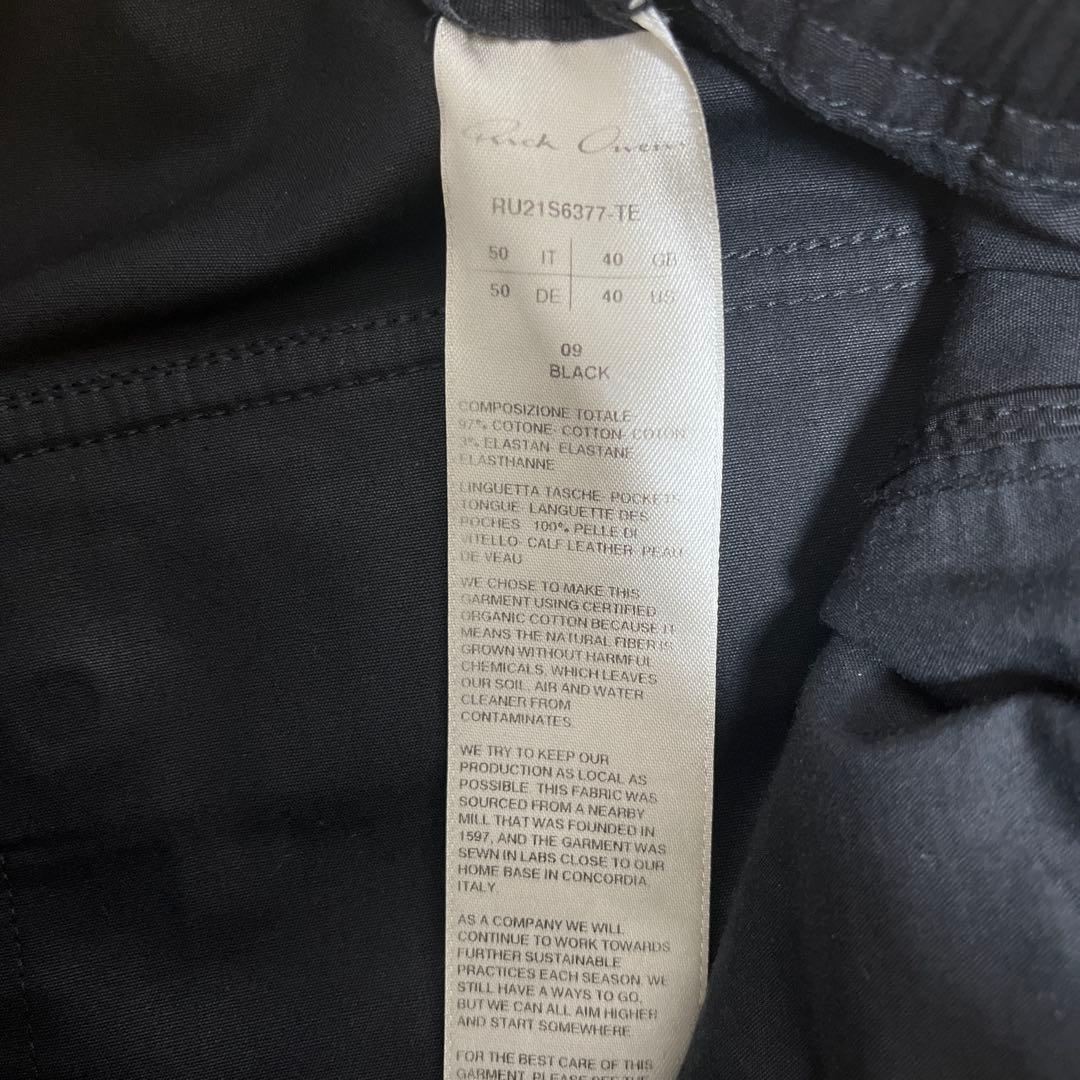 Rick Owens
RU21S6377-TE
50 IT 40 GB
50 DE 40 US
09
BLACK
COMPOSIZIONE TOTALE-
97% COTONE- COTTON- COTON
3% ELASTAN- ELASTANE
ELASTHANNE
LINGUETTA TASCHE- POCKETS
TONGUE- LANGUETTE DES
POCHES 100% PELLE DI
VITELLO- CALF LEATHER- PEAU
DE VEAU
WE CHOSE TO MAKE THIS
GARMENT USING CERTIFIED
ORGANIC COTTON BECAUSE IT
MEANS THE NATURAL FIBER IS
GROWN WITHOUT HARMFUL
CHEMICALS, WHICH LEAVES
OUR SOIL, AIR AND WATER
CLEANER FROM
CONTAMINATES.
WE TRY TO KEEP OUR
PRODUCTION AS LOCAL AS
POSSIBLE. THIS FABRIC WAS
SOURCED FROM A NEARBY
MILL THAT WAS FOUNDED IN
1597, AND THE GARMENT WAS
SEWN IN LABS CLOSE TO OUR
HOME BASE IN CONCORDIA,
ITALY.
AS A COMPANY WE WILL
CONTINUE TO WORK TOWARDS
FURTHER SUSTAINABLE
PRACTICES EACH SEASON. WE
STILL HAVE A WAYS TO GO,
BUT WE CAN ALL AIM HIGHER
AND START SOMEWHERE.
FOR THE BEST CARE OF THIS
GARMENT, PLEASE SEE THE